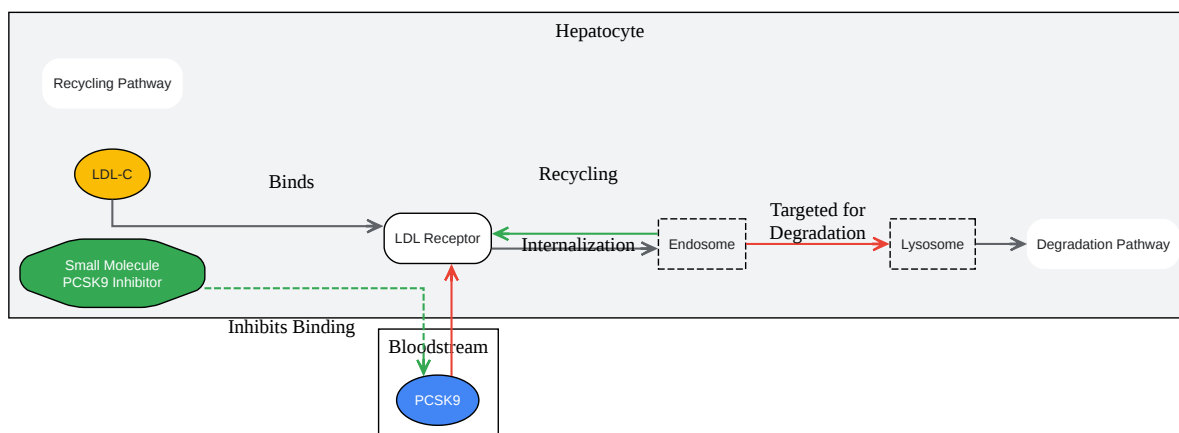 Hepatocyte
Recycling Pathway
LDL-C
Binds
Recycling
Targeted for
Degradation
LDL Receptor
Internalization
Endosome
Lysosome
Degradation Pathway
Small Molecule
PCSK9 Inhibitor
Inhibits Binding
Bloodstream
PCSK9